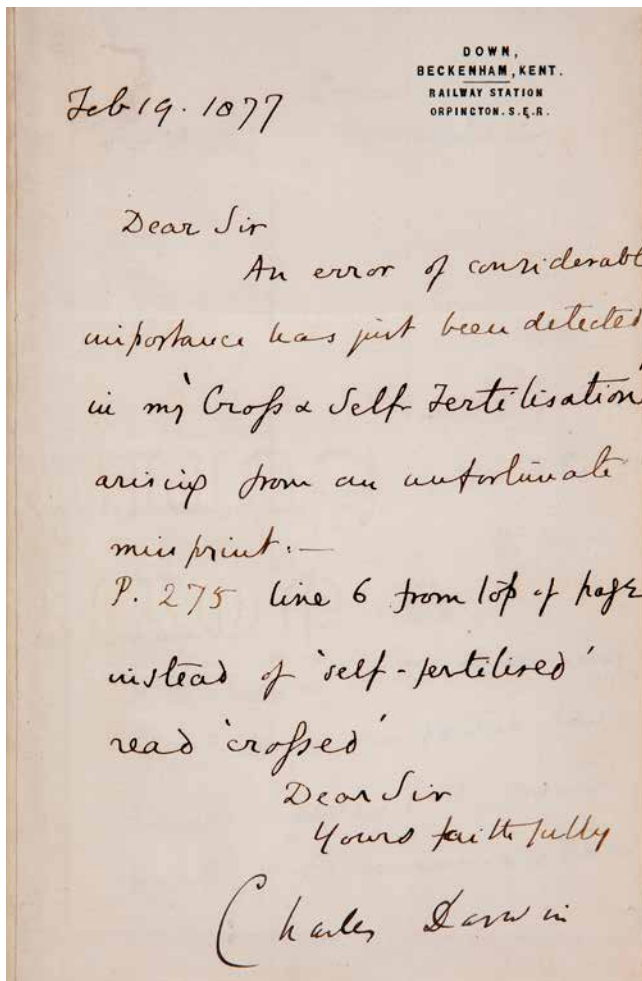 DOWN,
BECKENHAM, KENT.
RAILWAY STATION
ORPINGTON. S.E.R.
Feb 19. 1877
Dear Sir
An error of considerable
importance has just been detected
in my 'Cross & Self Fertilisation'
arising from an unfortunate
misprint:—
P. 275 line 6 from top of page
instead of 'self-fertilised'
read 'crossed'
Dear Sir
Yours faithfully
Charles Darwin